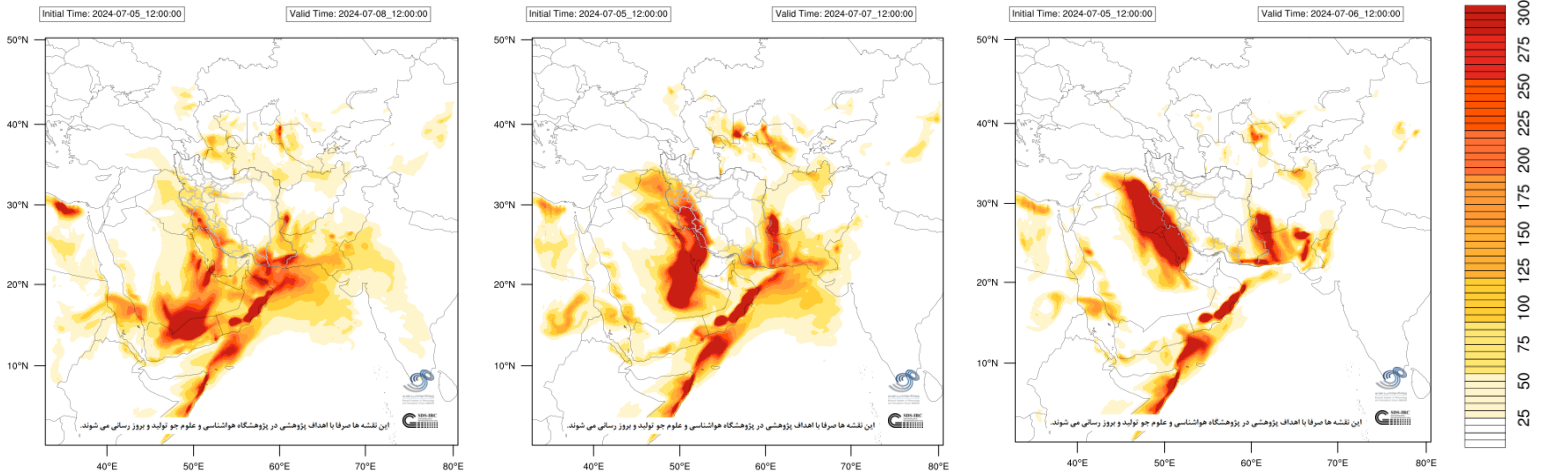 Initial Time: 2024-07-05_12:00:00 Valid Time: 2024-07-08_12:00:00
50°N
40°N
30°N
20°N
10°N
این نقشه ها صرفا با اهداف پژوهشی در پژوهشگاه هواشناسی و علوم جو تولید و بروز رسانی می شوند.
SDS-IRC
40°E 50°E 60°E 70°E 80°E
Initial Time: 2024-07-05_12:00:00 Valid Time: 2024-07-07_12:00:00
50°N
40°N
30°N
20°N
10°N
این نقشه ها صرفا با اهداف پژوهشی در پژوهشگاه هواشناسی و علوم جو تولید و بروز رسانی می شوند.
SDS-IRC
40°E 50°E 60°E 70°E 80°E
Initial Time: 2024-07-05_12:00:00 Valid Time: 2024-07-06_12:00:00
50°N
40°N
30°N
20°N
10°N
این نقشه ها صرفا با اهداف پژوهشی در پژوهشگاه هواشناسی و علوم جو تولید و بروز رسانی می شوند.
SDS-IRC
40°E 50°E 60°E 70°E 80°E
300
275
250
225
200
175
150
125
100
75
50
25